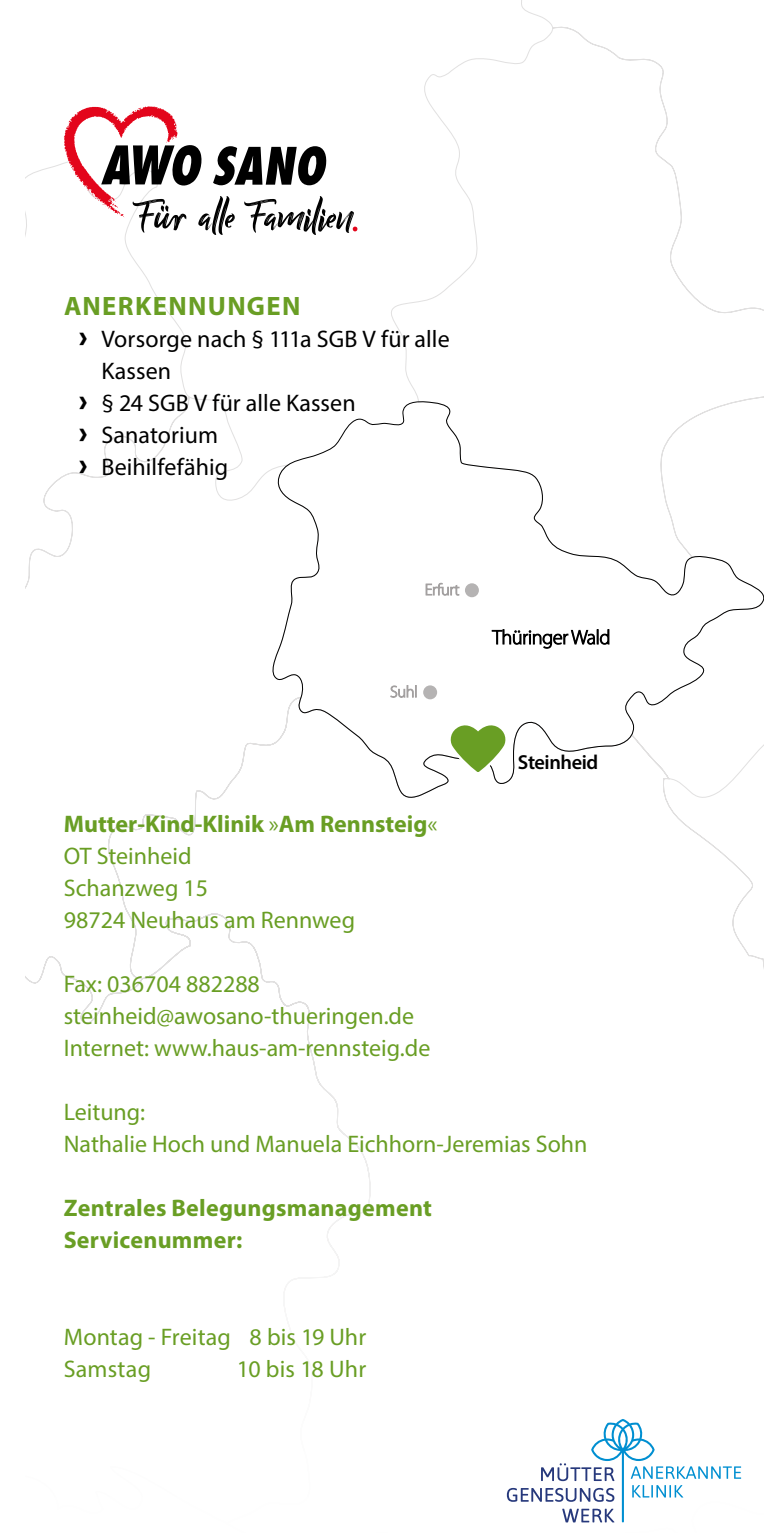 AWO SANO
Für alle Familien.
ANERKENNUNGEN
› Vorsorge nach § 111a SGB V für alle
Kassen
› § 24 SGB V für alle Kassen
› Sanatorium
› Beihilfefähig
Erfurt
Thüringer Wald
Suhl
Steinheid
Mutter-Kind-Klinik »Am Rennsteig«
OT Steinheid
Schanzweg 15
98724 Neuhaus am Rennweg
Fax: 036704 882288
steinheid@awosano-thueringen.de
Internet: www.haus-am-rennsteig.de
Leitung:
Nathalie Hoch und Manuela Eichhorn-Jeremias Sohn
Zentrales Belegungsmanagement
Servicenummer:
Montag - Freitag 8 bis 19 Uhr
Samstag 10 bis 18 Uhr
MÜTTER
GENESUNGS
WERK
ANERKANNTE
KLINIK